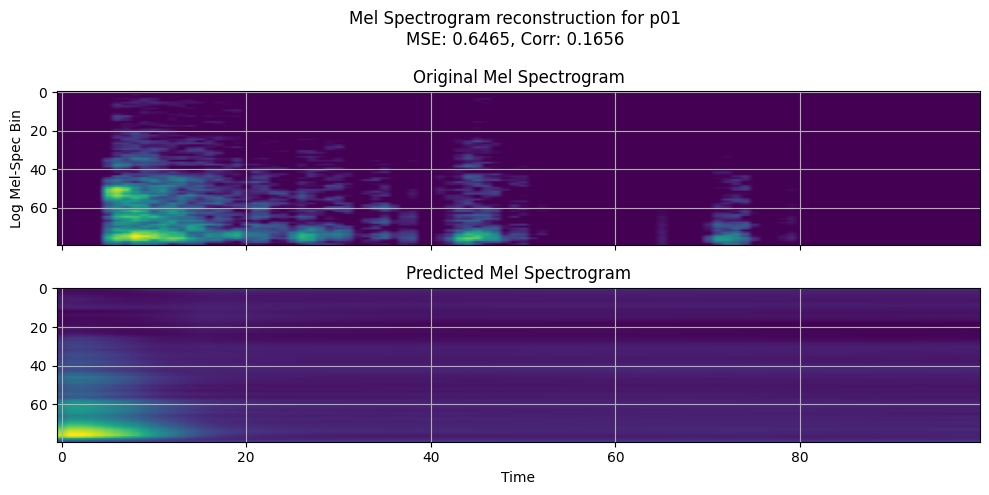 Mel Spectrogram reconstruction for p01
MSE: 0.6465, Corr: 0.1656
Original Mel Spectrogram
Log Mel-Spec Bin
0
20
40
60
Predicted Mel Spectrogram
0
20
40
60
0 20 40 60 80
Time